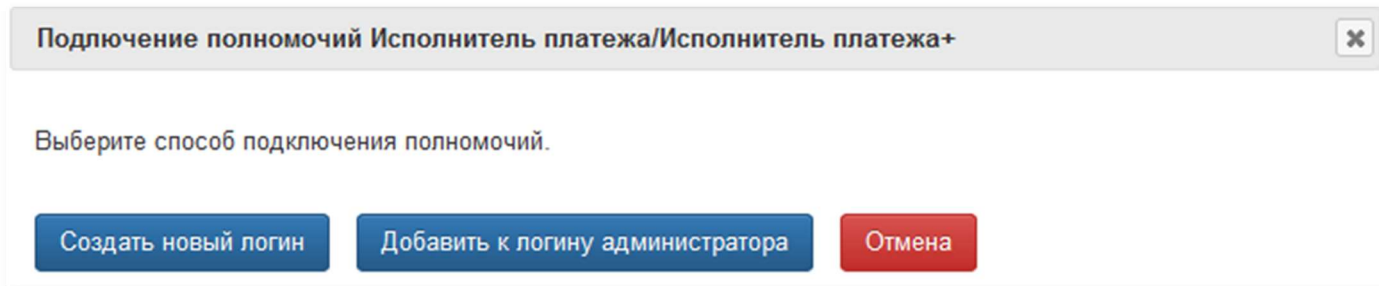 Подлючение полномочий Исполнитель платежа/Исполнитель платежа+
Выберите способ подключения полномочий.
Создать новый логин Добавить к логину администратора Отмена